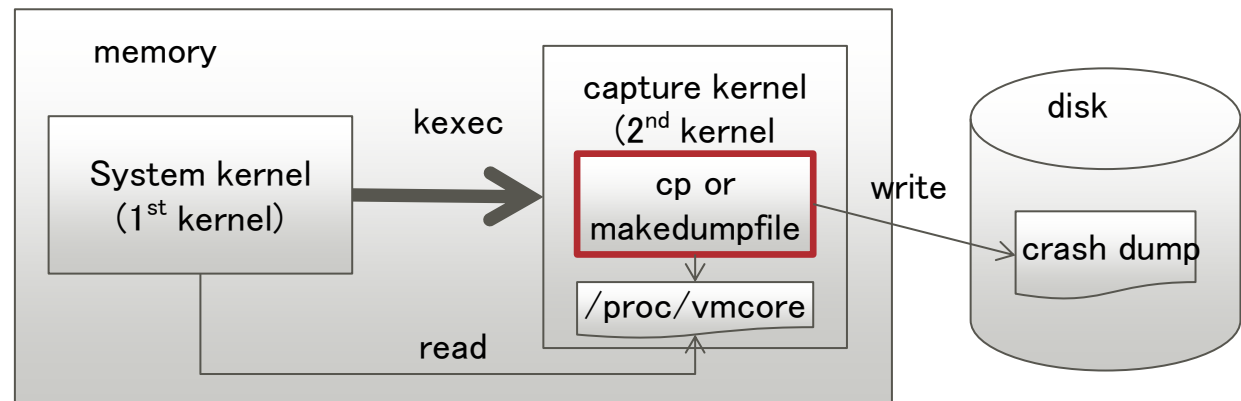 memory
System kernel
(1st kernel)
kexec
capture kernel
(2nd kernel
cp or
makedumpfile
/proc/vmcore
read
write
disk
crash dump